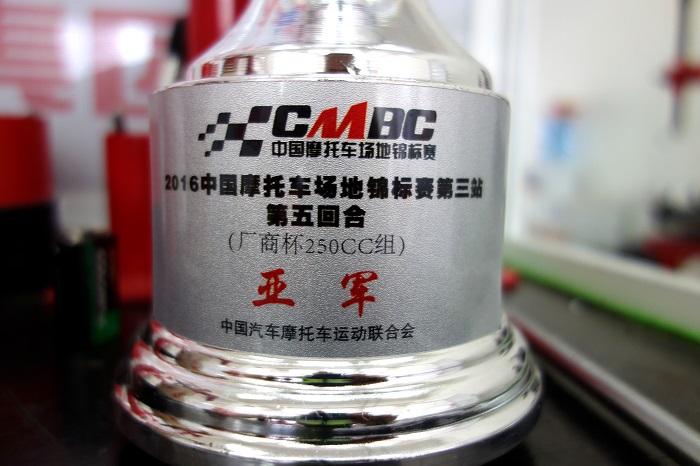 CMBC
中国摩托车场地锦标赛
2016中国摩托车场地锦标赛第三站
第五回合
(厂商杯250CC组)
亚军
中国汽车摩托车运动联合会